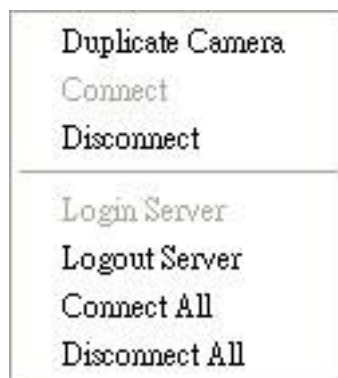 Duplicate Camera
Connect
Disconnect
Login Server
Logout Server
Connect All
Disconnect All